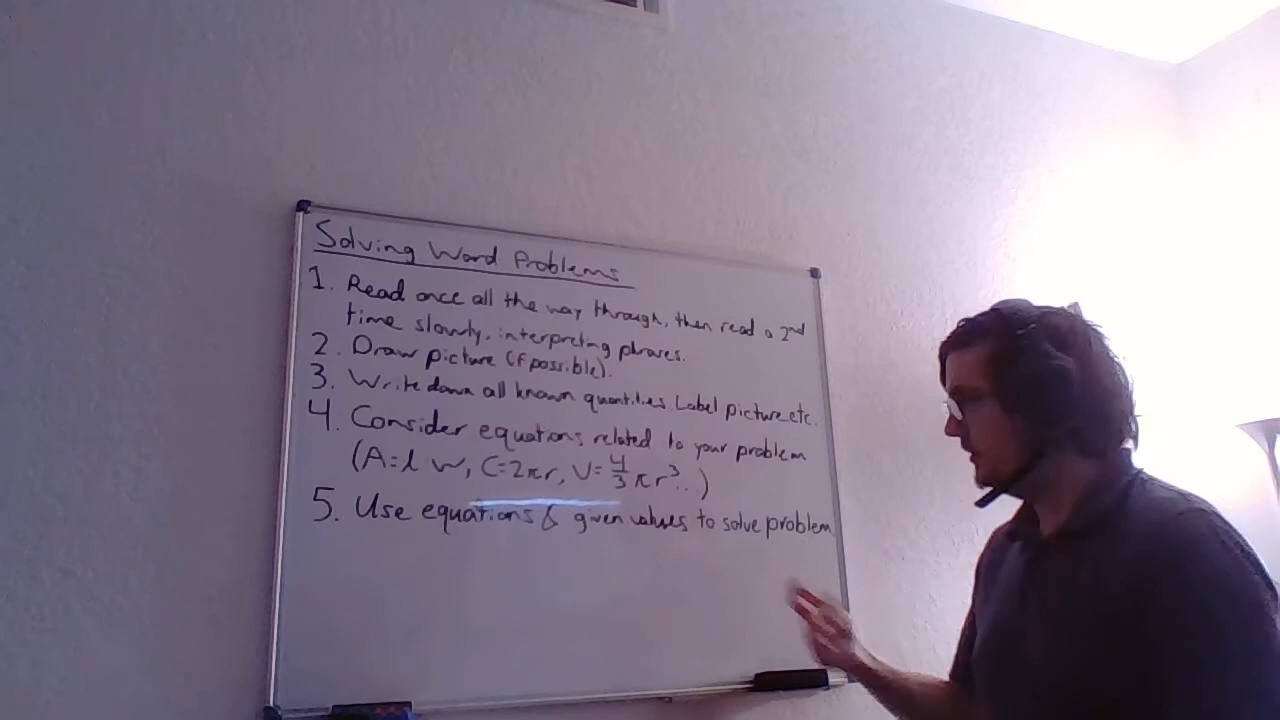 Solving Word Problems
1. Read once all the way through, then read a 2nd
time slowly, interpreting phrases.
2. Draw picture (if possible).
3. Write down all known quantities. Label picture etc.
4. Consider equations related to your problem
(A=l·w, C=2πr, V=4/3 πr³...)
5. Use equations & given values to solve problem